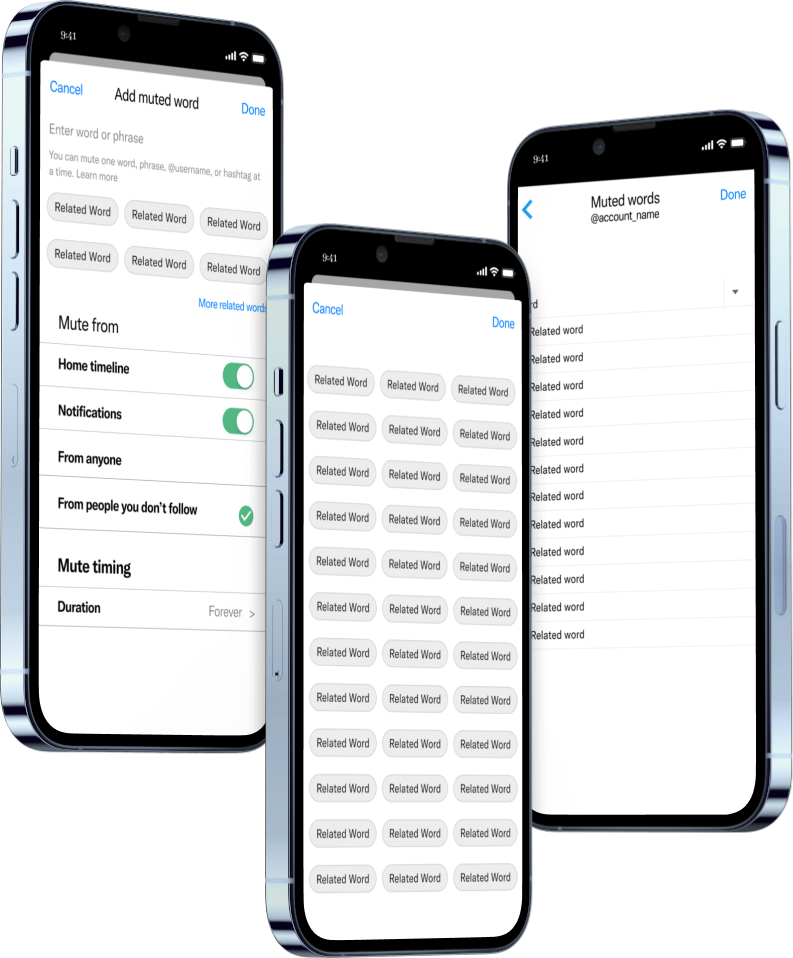 9:41
Cancel
Add muted word
Done
Enter word or phrase
You can mute one word, phrase, @username, or hashtag at
a time. Learn more
Related Word Related Word Related Word
Related Word Related Word Related Word
More related words
Mute from
Home timeline
Notifications
From anyone
From people you don't follow
Mute timing
Duration
Forever >
9:41
Cancel
Done
Related Word Related Word Related Word
Related Word Related Word Related Word
Related Word Related Word Related Word
Related Word Related Word Related Word
Related Word Related Word Related Word
Related Word Related Word Related Word
Related Word Related Word Related Word
Related Word Related Word Related Word
Related Word Related Word Related Word
Related Word Related Word Related Word
Related Word Related Word Related Word
Related Word Related Word Related Word
9:41
Muted words
Done
@account_name
rd
Related word
Related word
Related word
Related word
Related word
Related word
Related word
Related word
Related word
Related word
Related word
Related word